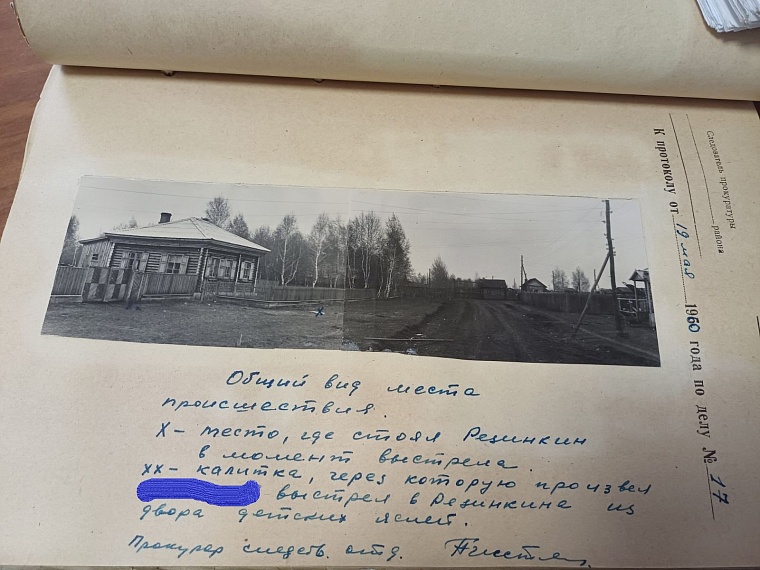 Следователь прокуратуры
района
К протоколу от 19 мая 1960 года по делу № 17
x
Общий вид места
происшествия.
X – место, где стоял Резинкин
в момент выстрела.
XX – калитка, через которую произвел
выстрел в Резинкина из
двора детских яслей.
Прокурор следств. отд.